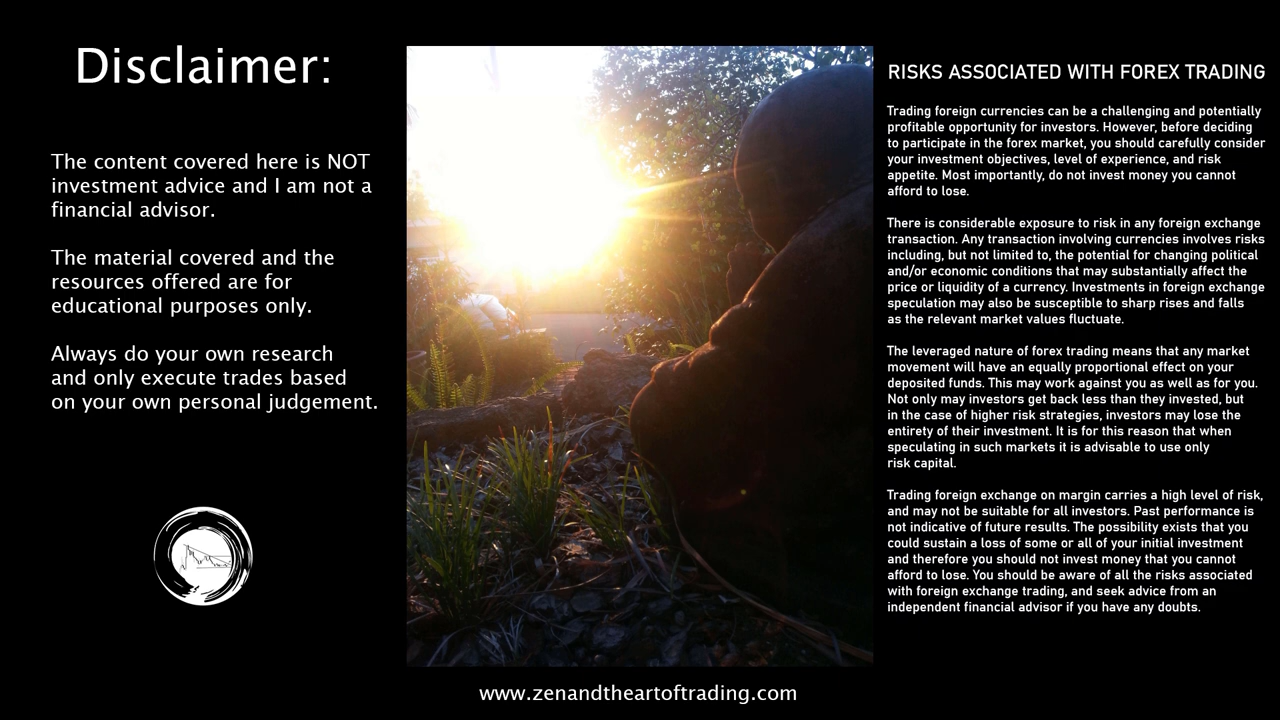 Disclaimer:
The content covered here is NOT
investment advice and I am not a
financial advisor.
The material covered and the
resources offered are for
educational purposes only.
Always do your own research
and only execute trades based
on your own personal judgement.
RISKS ASSOCIATED WITH FOREX TRADING
Trading foreign currencies can be a challenging and potentially
profitable opportunity for investors. However, before deciding
to participate in the forex market, you should carefully consider
your investment objectives, level of experience, and risk
appetite. Most importantly, do not invest money you cannot
afford to lose.
There is considerable exposure to risk in any foreign exchange
transaction. Any transaction involving currencies involves risks
including, but not limited to, the potential for changing political
and/or economic conditions that may substantially affect the
price or liquidity of a currency. Investments in foreign exchange
speculation may also be susceptible to sharp rises and falls
as the relevant market values fluctuate.
The leveraged nature of forex trading means that any market
movement will have an equally proportional effect on your
deposited funds. This may work against you as well as for you.
Not only may investors get back less than they invested, but
in the case of higher risk strategies, investors may lose the
entirety of their investment. It is for this reason that when
speculating in such markets it is advisable to use only
risk capital.
Trading foreign exchange on margin carries a high level of risk,
and may not be suitable for all investors. Past performance is
not indicative of future results. The possibility exists that you
could sustain a loss of some or all of your initial investment
and therefore you should not invest money that you cannot
afford to lose. You should be aware of all the risks associated
with foreign exchange trading, and seek advice from an
independent financial advisor if you have any doubts.
www.zenandtheartoftrading.com